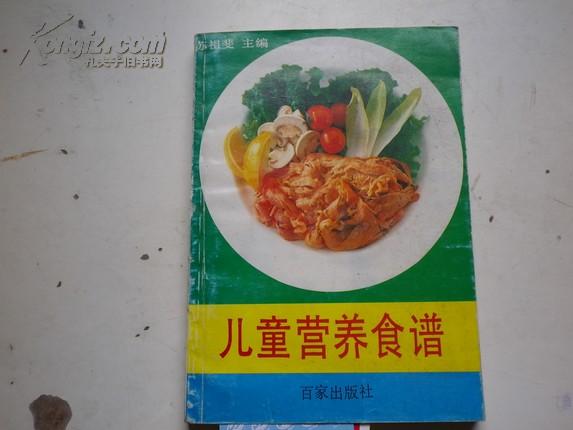 Kongfz.com
孔夫子旧书网
苏祖斐 主编
儿童营养食谱
百家出版社